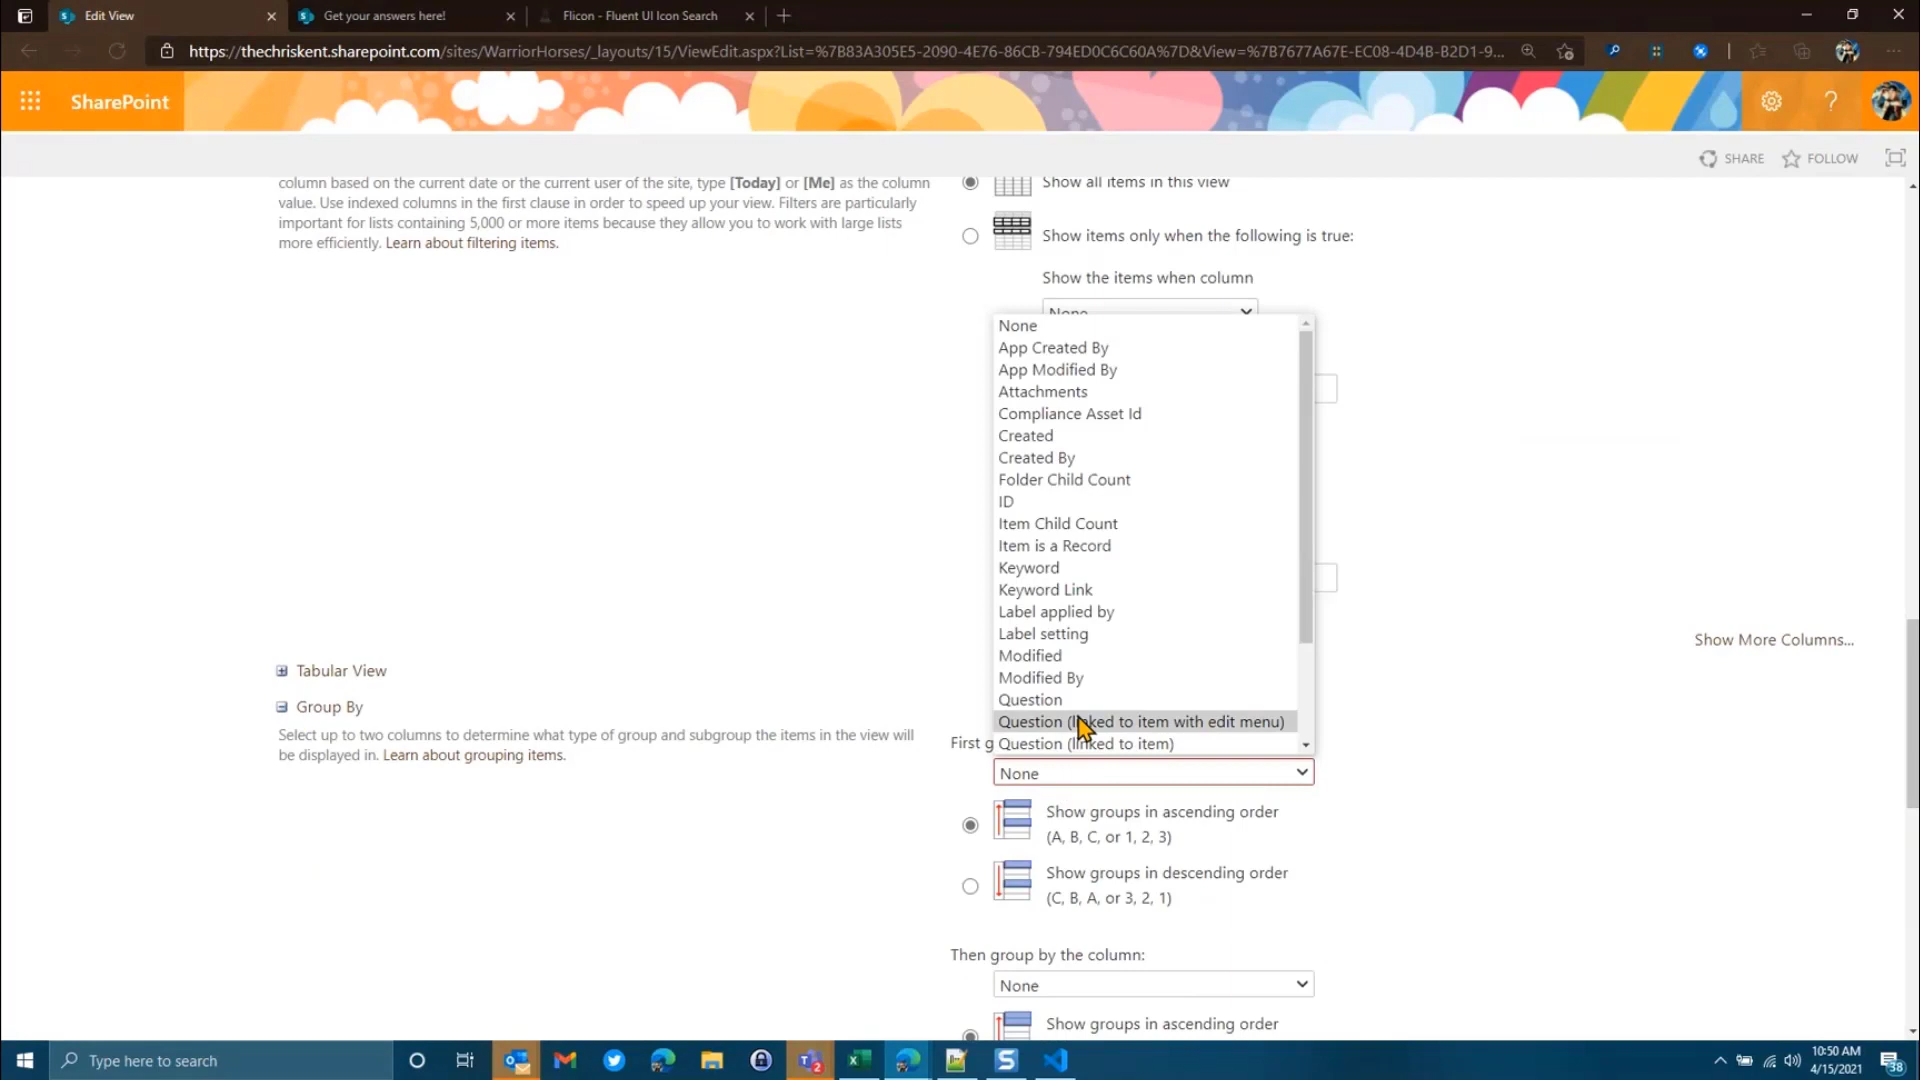 Edit View
Get your answers here!
Flicon - Fluent UI Icon Search
https://thechriskent.sharepoint.com/sites/WarriorHorses/_layouts/15/ViewEdit.aspx?List=%7B83A305E5-2090-4E76-86CB-794ED0C6C60A%7D&View=%7B7677A67E-EC08-4D4B-B2D1-9...
SharePoint
SHARE
FOLLOW
column based on the current date or the current user of the site, type [Today] or [Me] as the column
value. Use indexed columns in the first clause in order to speed up your view. Filters are particularly
important for lists containing 5,000 or more items because they allow you to work with large lists
more efficiently. Learn about filtering items.
Show all items in this view
Show items only when the following is true:
Show the items when column
None
None
App Created By
App Modified By
Attachments
Compliance Asset Id
Created
Created By
Folder Child Count
ID
Item Child Count
Item is a Record
Keyword
Keyword Link
Label applied by
Label setting
Modified
Modified By
Question
Question (linked to item with edit menu)
Question (linked to item)
Show More Columns...
Tabular View
Group By
Select up to two columns to determine what type of group and subgroup the items in the view will
be displayed in. Learn about grouping items.
First g
None
Show groups in ascending order
(A, B, C, or 1, 2, 3)
Show groups in descending order
(C, B, A, or 3, 2, 1)
Then group by the column:
None
Show groups in ascending order
Type here to search
2
10:50 AM
4/15/2021
38